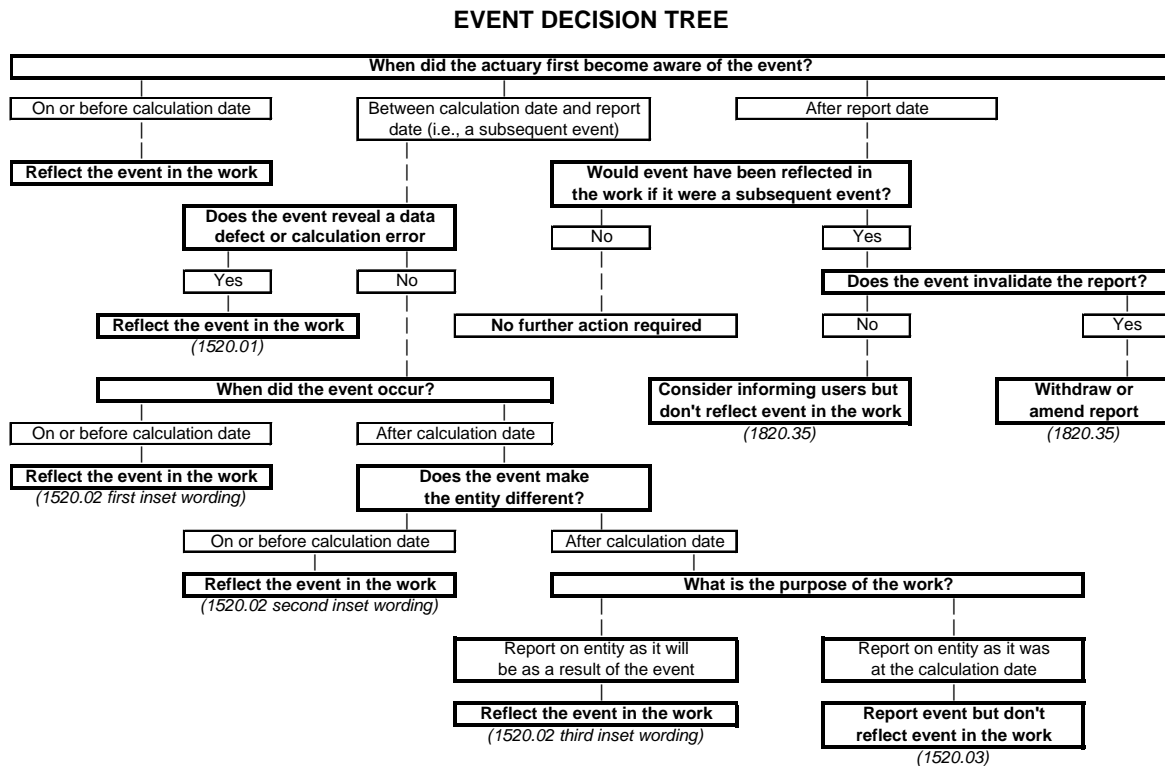 EVENT DECISION TREE
When did the actuary first become aware of the event?
On or before calculation date
Between calculation date and report
date (i.e., a subsequent event)
After report date
Reflect the event in the work
Would event have been reflected in
the work if it were a subsequent event?
Does the event reveal a data
defect or calculation error
No
Yes
Yes
No
Does the event invalidate the report?
Reflect the event in the work
(1520.01)
No further action required
No
Yes
When did the event occur?
Consider informing users but
don't reflect event in the work
(1820.35)
Withdraw or
amend report
(1820.35)
On or before calculation date
After calculation date
Reflect the event in the work
(1520.02 first inset wording)
Does the event make
the entity different?
On or before calculation date
After calculation date
Reflect the event in the work
(1520.02 second inset wording)
What is the purpose of the work?
Report on entity as it will
be as a result of the event
Report on entity as it was
at the calculation date
Reflect the event in the work
(1520.02 third inset wording)
Report event but don't
reflect event in the work
(1520.03)